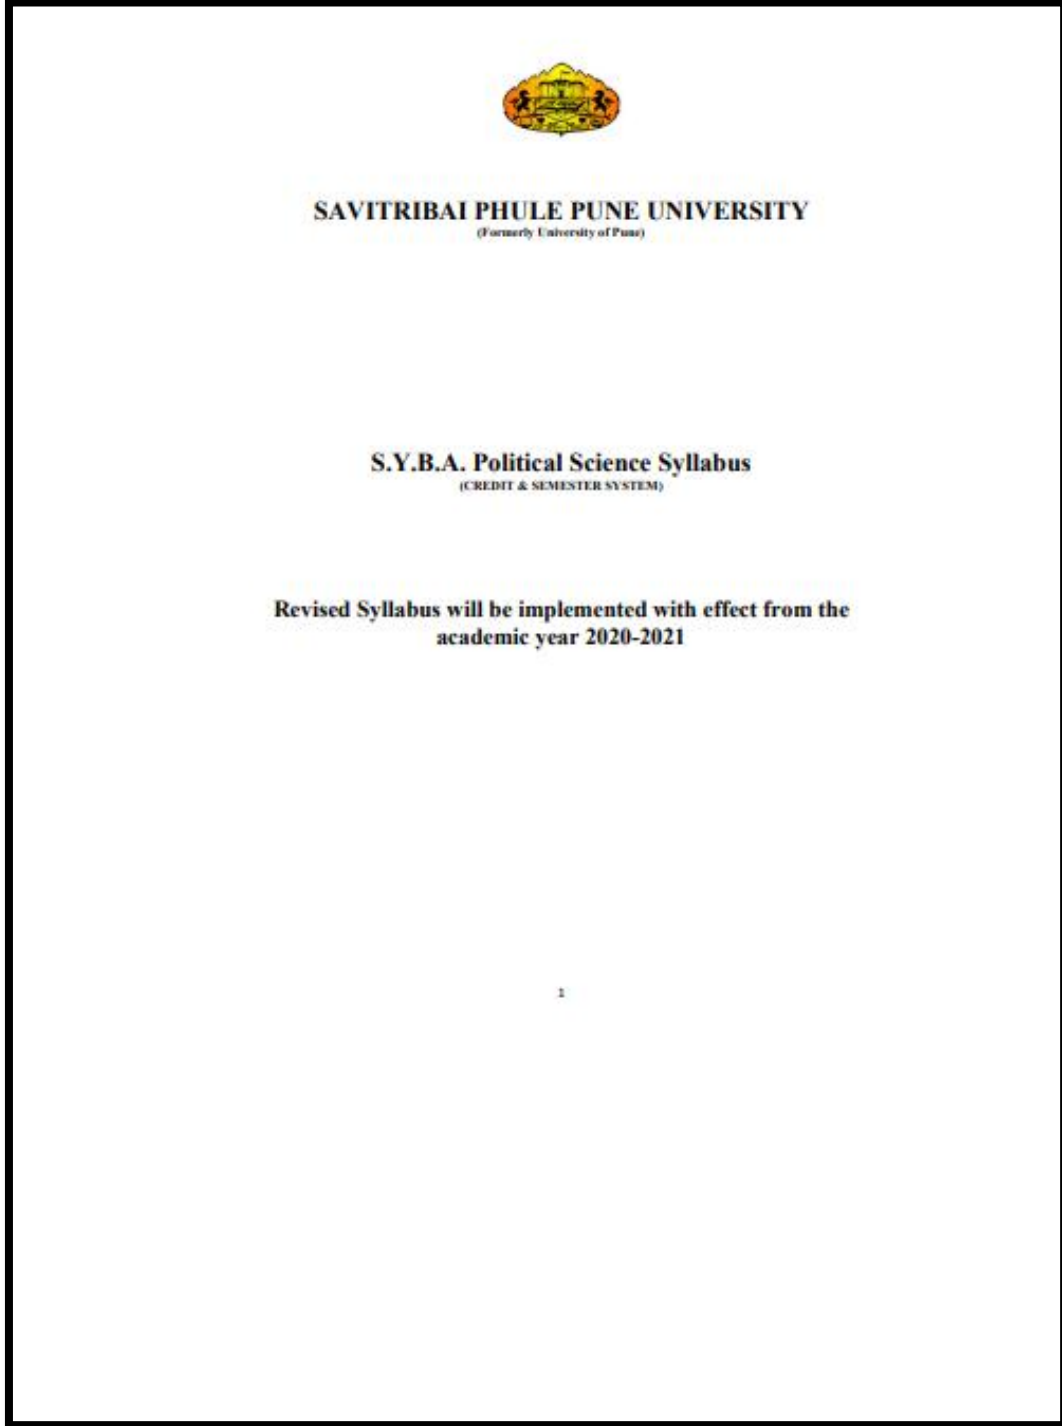 SAVITRIBAI PHULE PUNE UNIVERSITY
(Formerly University of Pune)
S.Y.B.A. Political Science Syllabus
(CREDIT & SEMESTER SYSTEM)
Revised Syllabus will be implemented with effect from the
academic year 2020-2021
1